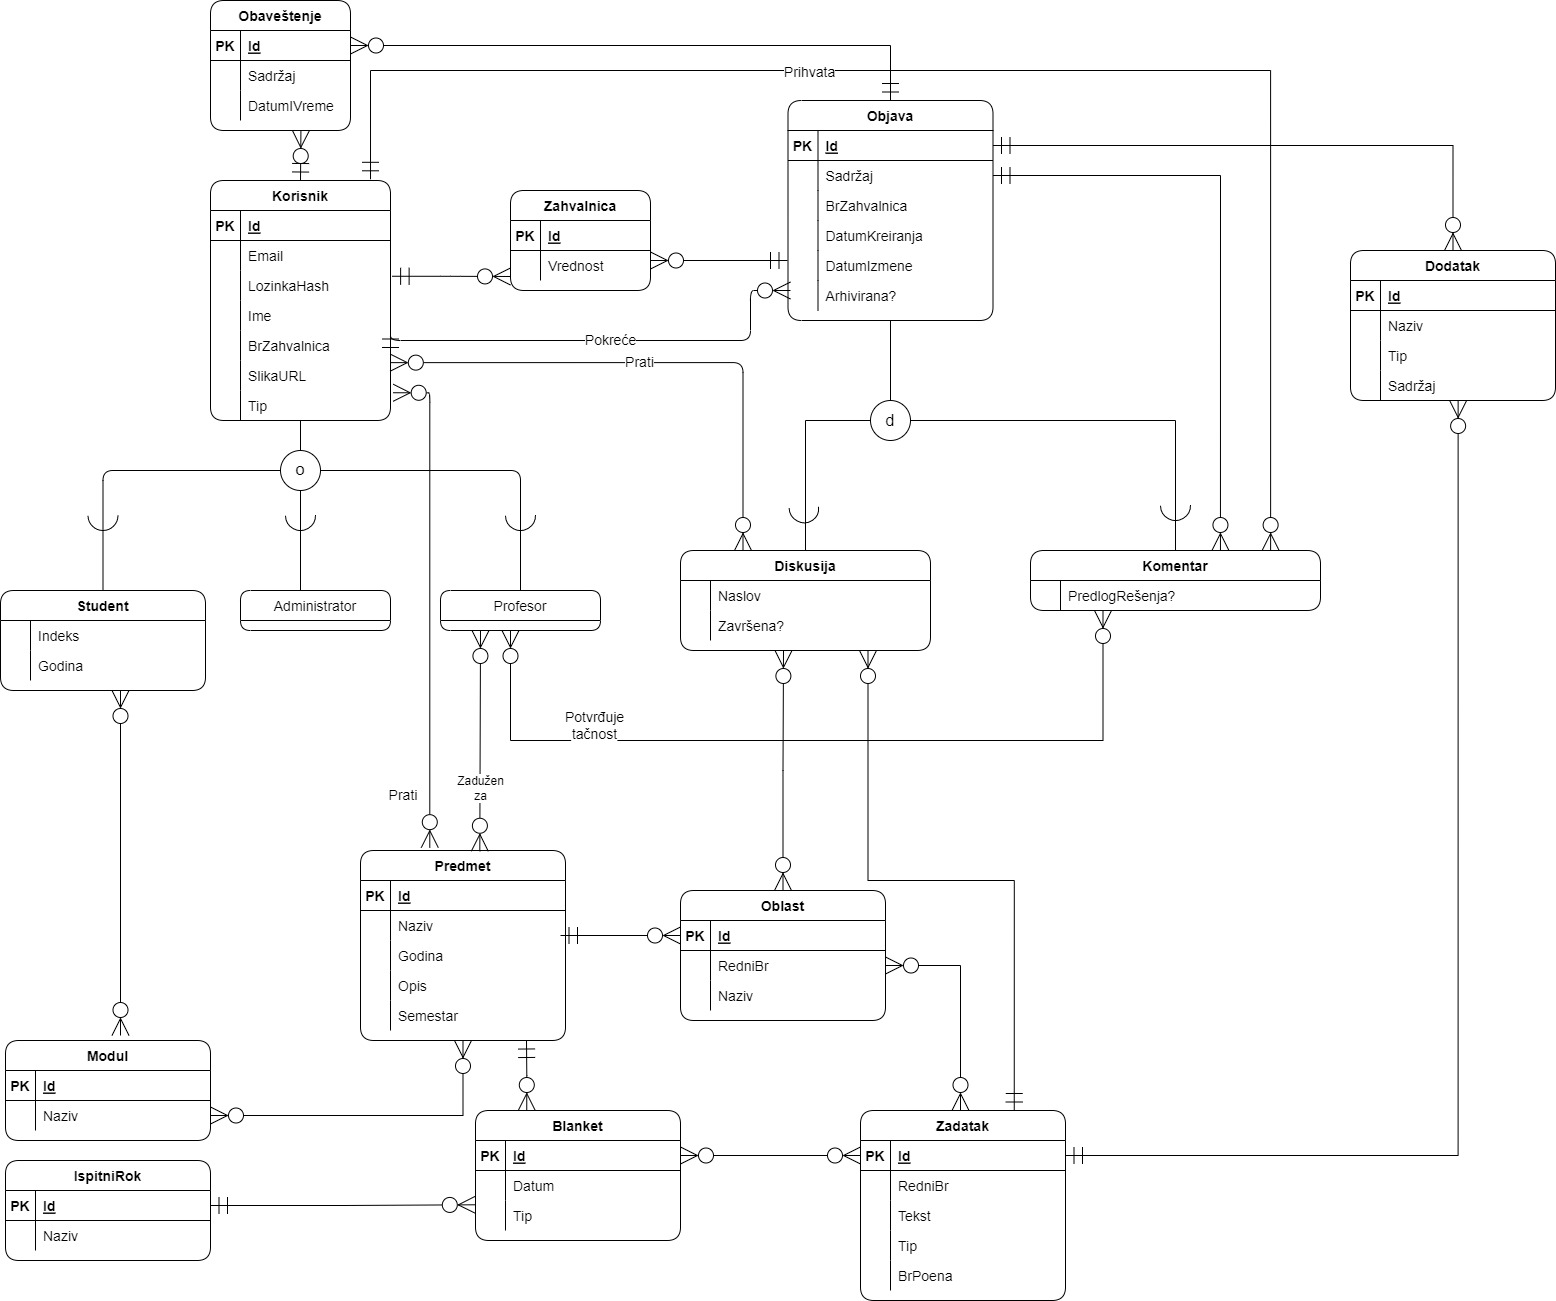 Obaveštenje
PK Id
Sadržaj
DatumIVreme
Prihvata
Objava
PK Id
Sadržaj
BrZahvalnica
DatumKreiranja
DatumIzmene
Arhivirana?
Korisnik
PK Id
Email
LozinkaHash
Ime
BrZahvalnica
SlikaURL
Tip
Zahvalnica
PK Id
Vrednost
Pokreće
Prati
Dodatak
PK Id
Naziv
Tip
Sadržaj
o
d
Student
Indeks
Godina
Administrator
Profesor
Diskusija
Naslov
Završena?
Komentar
PredlogRešenja?
Potvrđuje
tačnost
Prati
Zadužen
za
Predmet
PK Id
Naziv
Godina
Opis
Semestar
Oblast
PK Id
RedniBr
Naziv
Modul
PK Id
Naziv
IspitniRok
PK Id
Naziv
Blanket
PK Id
Datum
Tip
Zadatak
PK Id
RedniBr
Tekst
Tip
BrPoena